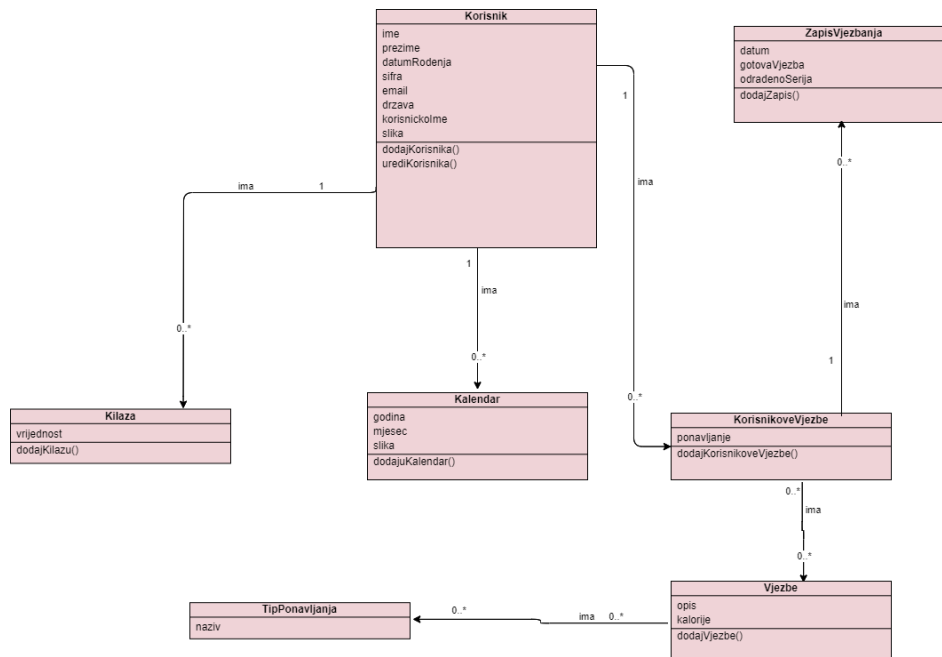 Korisnik
ime
prezime
datumRodenja
sifra
email
drzava
korisnickoIme
slika
dodajKorisnika()
urediKorisnika()
ZapisVjezbanja
datum
gotovaVjezba
odradenoSerija
dodajZapis()
1
ima
0..*
ima 1
0..*
1
ima
0..*
0..*
ima
1
Kilaza
vrijednost
dodajKilazu()
Kalendar
godina
mjesec
slika
dodajuKalendar()
KorisnikoveVjezbe
ponavljanje
dodajKorisnikoveVjezbe()
0..*
ima
0..*
TipPonavljanja
naziv
0..* ima 0..*
Vjezbe
opis
kalorije
dodajVjezbe()